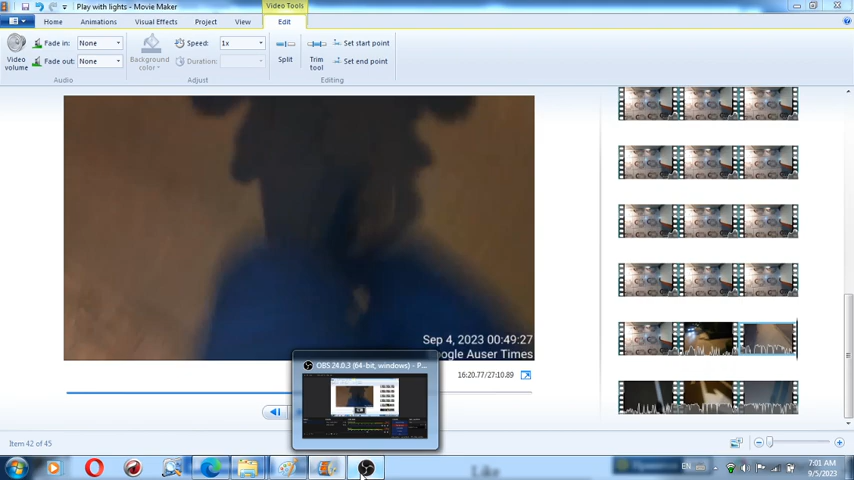 Play with lights - Movie Maker
Video Tools
Home
Animations
Visual Effects
Project
View
Edit
Video volume
Fade in: None
Fade out: None
Audio
Background color
Speed: 1x
Duration:
Adjust
Split
Trim tool
Set start point
Set end point
Editing
Sep 4, 2023 00:49:27
oogle Auser Times
OBS 24.0.3 (64-bit, windows) - P...
16:20.77/27:10.89
Item 42 of 45
Like
EN
7:01 AM
9/5/2023